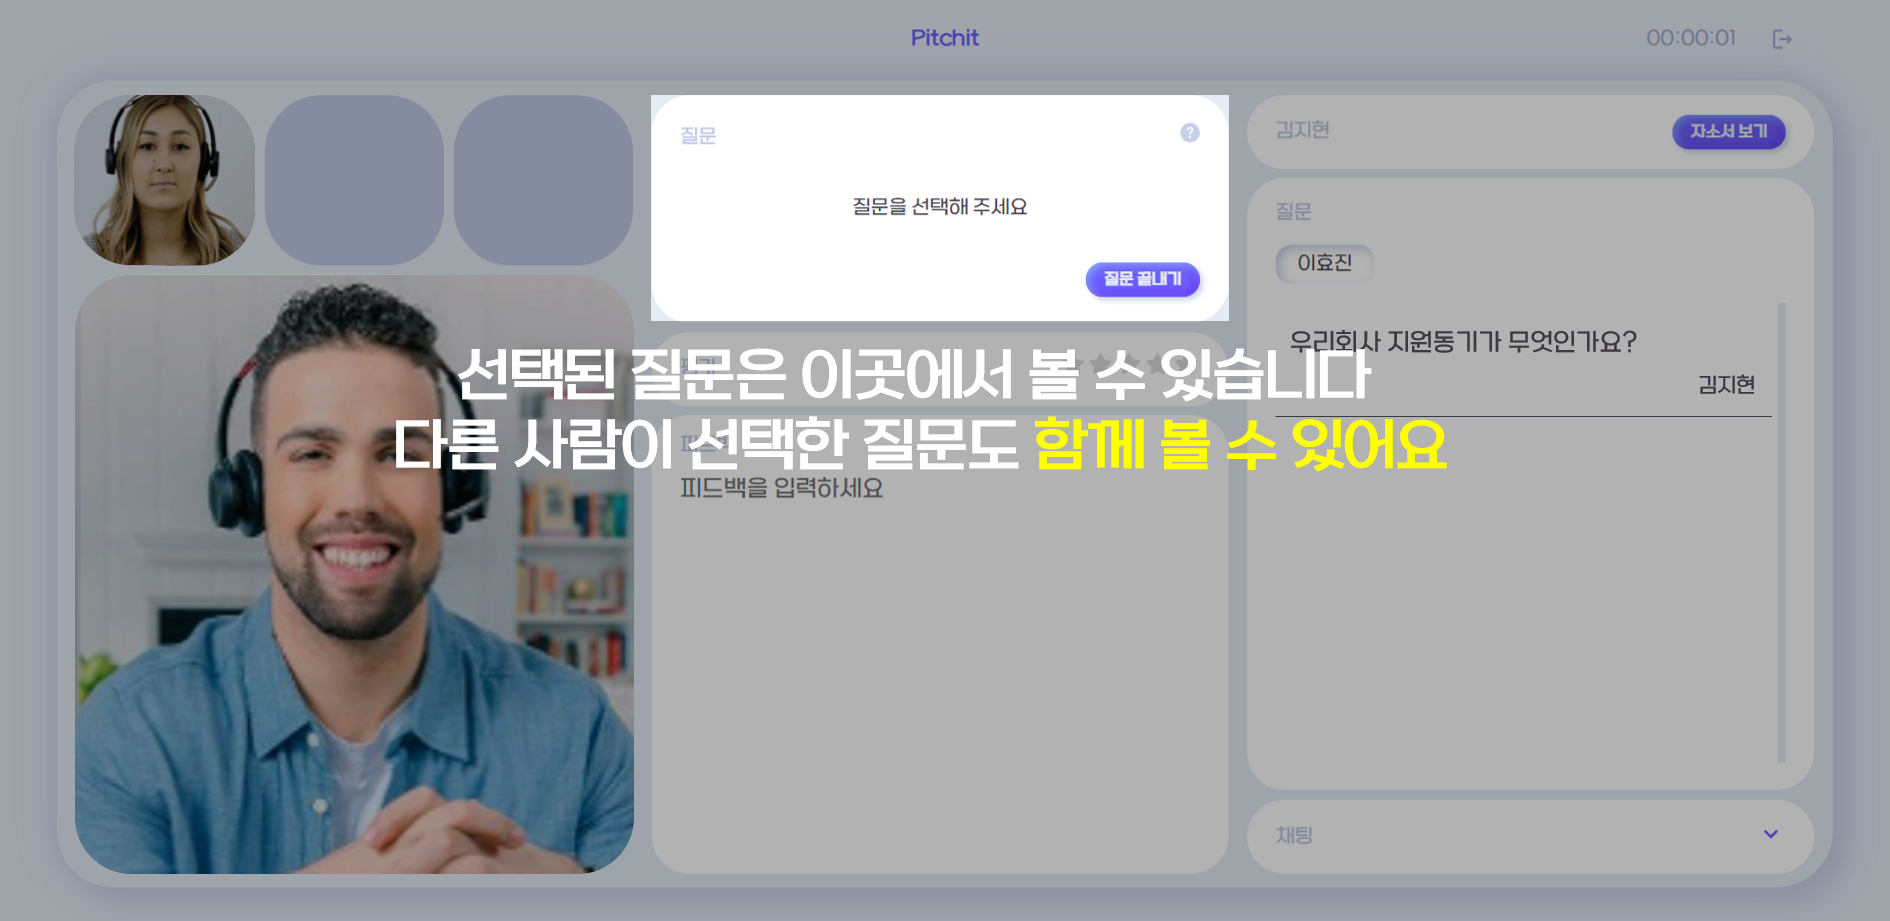 Pitchit
00:00:01
질문
질문을 선택해 주세요
질문 끝내기
김지현
자소서 보기
질문
이효진
우리회사 지원동기가 무엇인가요?
김지현
선택된 질문은 이곳에서 볼 수 있습니다
다른 사람이 선택한 질문도 함께 볼 수 있어요
피드백을 입력하세요
채팅